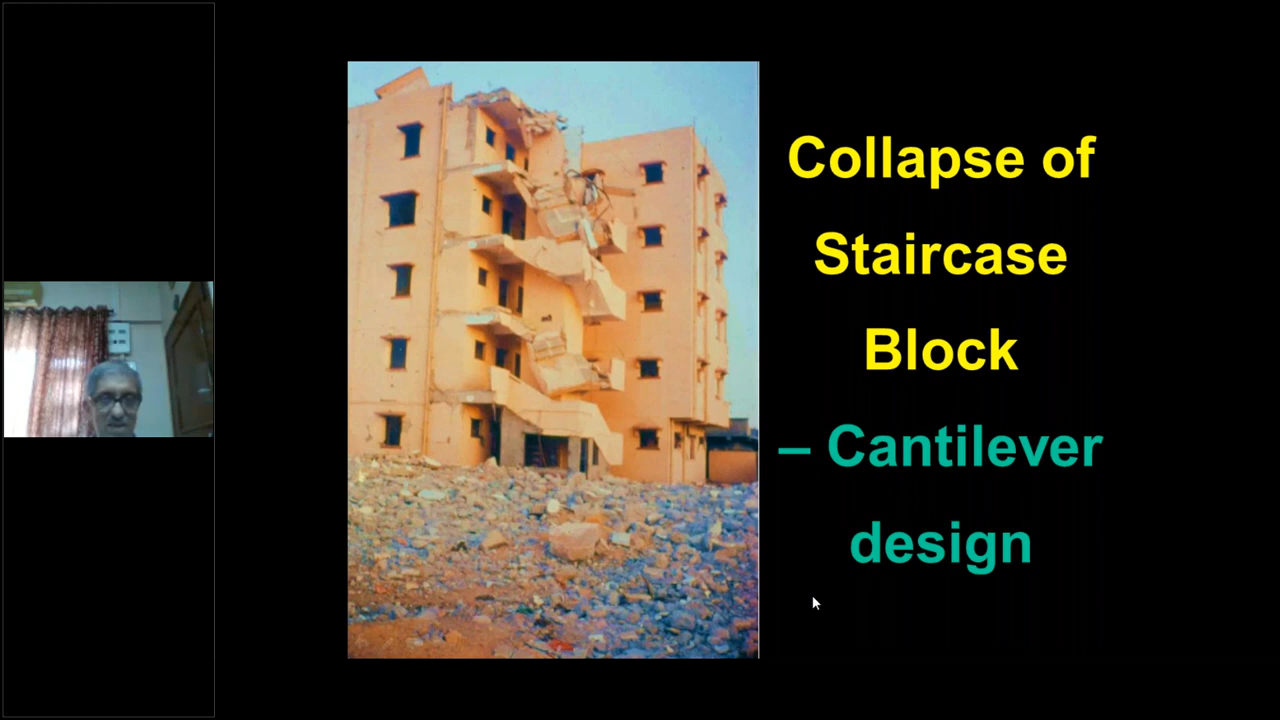 Collapse of
Staircase
Block
– Cantilever
design